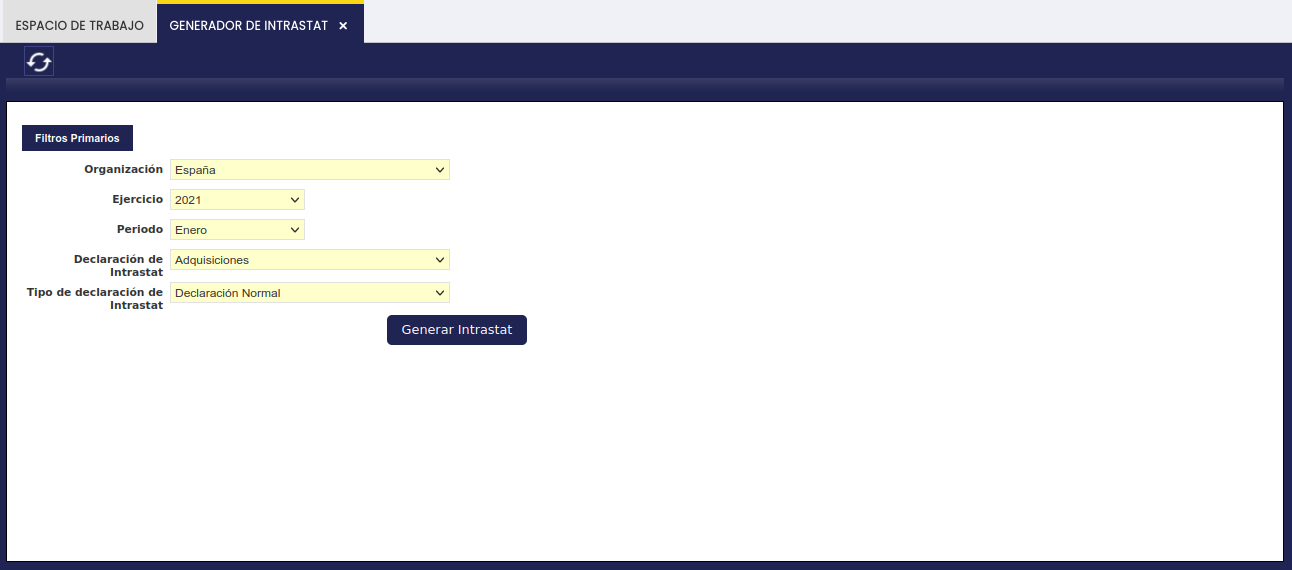 ESPACIO DE TRABAJO
GENERADOR DE INTRASTAT ×
Filtros Primarios
Organización España
Ejercicio 2021
Periodo Enero
Declaración de Intrastat Adquisiciones
Tipo de declaración de Intrastat Declaración Normal
Generar Intrastat